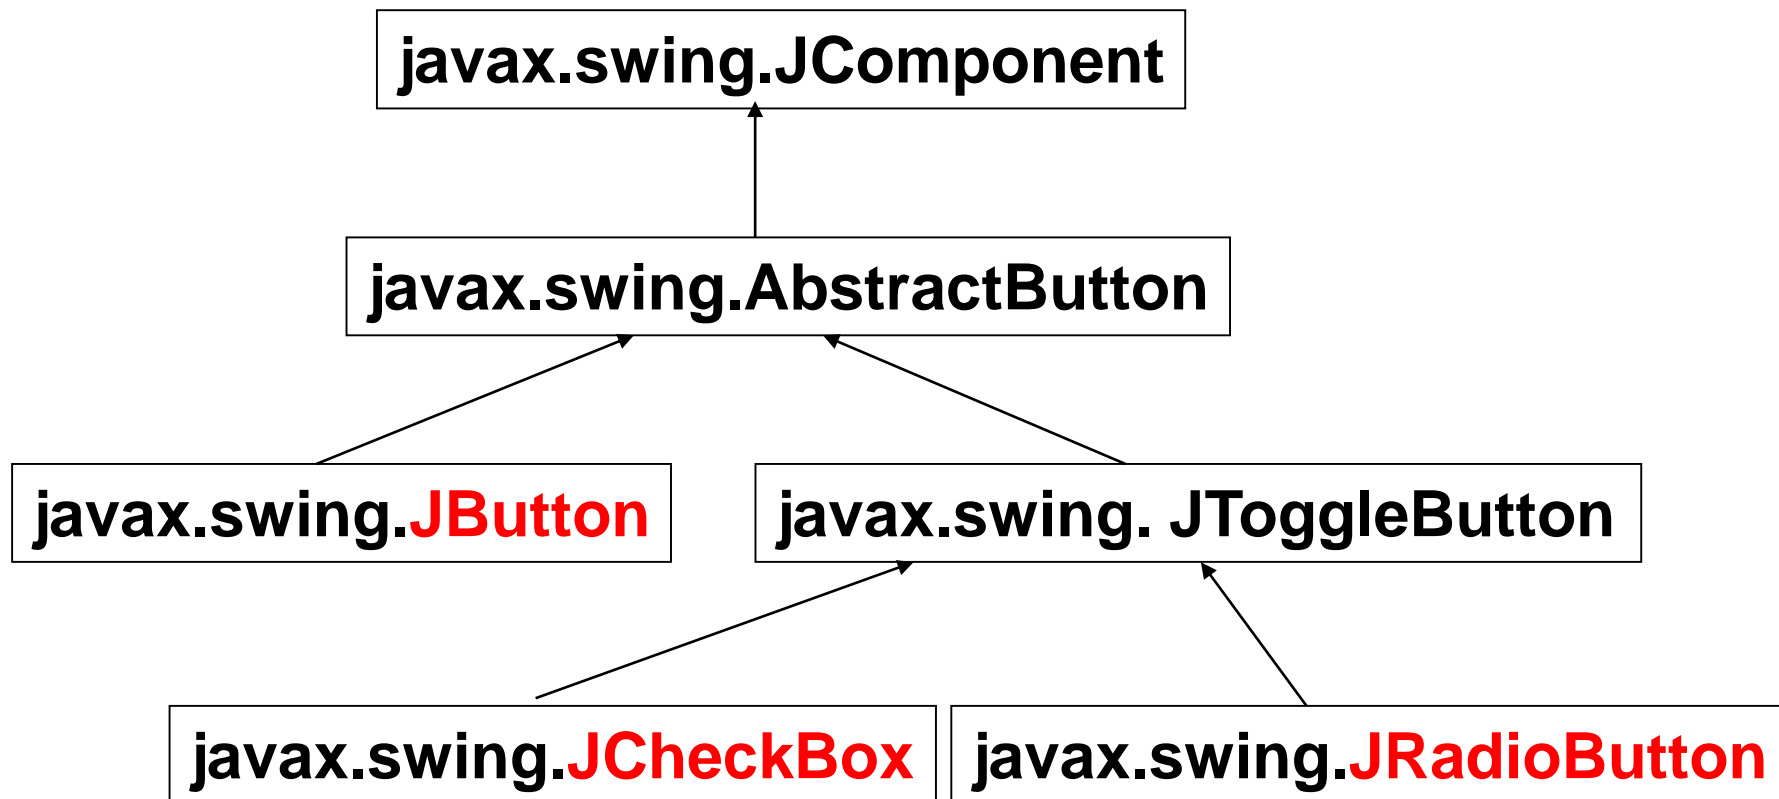 javax.swing.JComponent
javax.swing.AbstractButton
javax.swing.JButton
javax.swing. JToggleButton
javax.swing.JCheckBox
javax.swing.JRadioButton